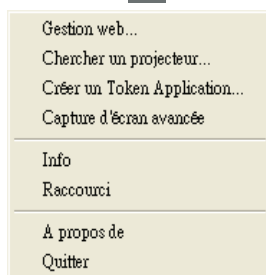 Gestion web...
Chercher un projecteur...
Créer un Token Application...
Capture d'écran avancée
Info
Raccourci
A propos de
Quitter